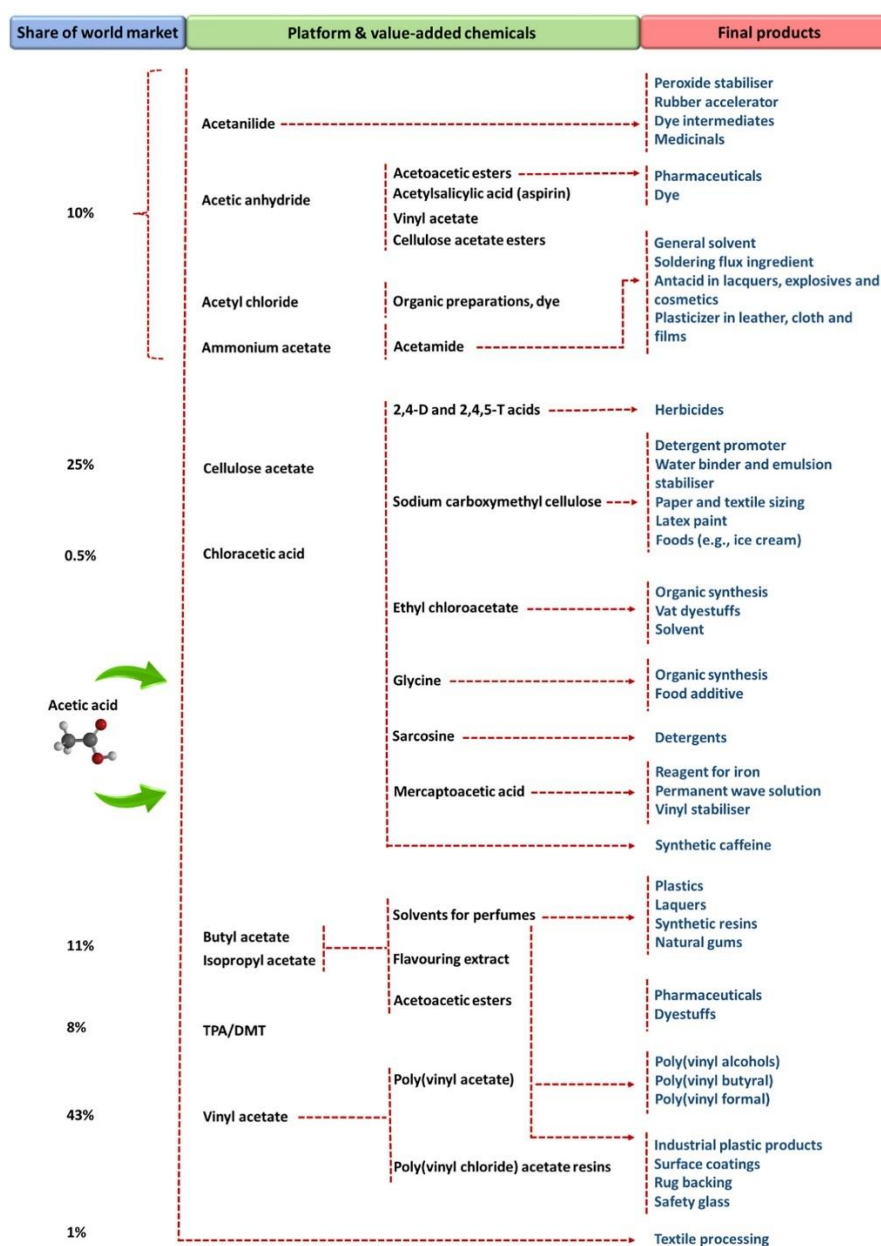 Share of world market
Platform & value-added chemicals
Final products
Peroxide stabiliser
Rubber accelerator
Acetanilide
Dye intermediates
Medicinals
10%
Acetic anhydride
Acetoacetic esters
Acetylsalicylic acid (aspirin)
Vinyl acetate
Cellulose acetate esters
Pharmaceuticals
Dye
Acetyl chloride
Organic preparations, dye
Ammonium acetate
Acetamide
General solvent
Soldering flux ingredient
Antacid in lacquers, explosives and
cosmetics
Plasticizer in leather, cloth and
films
2,4-D and 2,4,5-T acids
Herbicides
25%
Cellulose acetate
Sodium carboxymethyl cellulose
Detergent promoter
Water binder and emulsion
stabiliser
Paper and textile sizing
Latex paint
Foods (e.g., ice cream)
0.5%
Chloracetic acid
Ethyl chloroacetate
Organic synthesis
Vat dyestuffs
Solvent
Glycine
Organic synthesis
Food additive
Acetic acid
Sarcosine
Detergents
Mercaptoacetic acid
Reagent for iron
Permanent wave solution
Vinyl stabiliser
Synthetic caffeine
11%
Butyl acetate
Isopropyl acetate
Solvents for perfumes
Flavouring extract
Acetoacetic esters
Plastics
Laquers
Synthetic resins
Natural gums
Pharmaceuticals
Dyestuffs
8%
TPA/DMT
43%
Vinyl acetate
Poly(vinyl acetate)
Poly(vinyl chloride) acetate resins
Poly(vinyl alcohols)
Poly(vinyl butyral)
Poly(vinyl formal)
Industrial plastic products
Surface coatings
Rug backing
Safety glass
1%
Textile processing